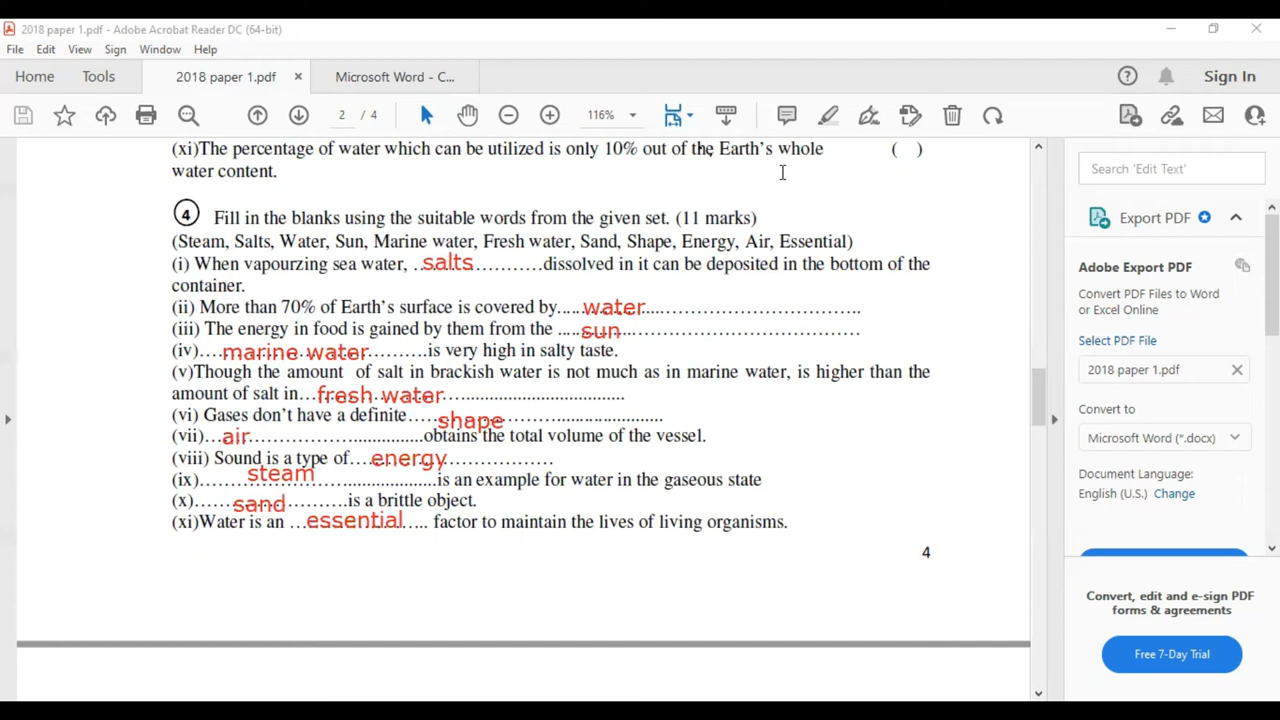 2018 paper 1.pdf - Adobe Acrobat Reader DC (64-bit)
File Edit View Sign Window Help
Home Tools 2018 paper 1.pdf × Microsoft Word - C... Sign In
2 / 4 116%
(xi)The percentage of water which can be utilized is only 10% out of the Earth's whole ( )
water content.
4 Fill in the blanks using the suitable words from the given set. (11 marks)
(Steam, Salts, Water, Sun, Marine water, Fresh water, Sand, Shape, Energy, Air, Essential)
(i) When vapourzing sea water, ..salts............dissolved in it can be deposited in the bottom of the
container.
(ii) More than 70% of Earth's surface is covered by....water..............................
(iii) The energy in food is gained by them from the ....sun..............................
(iv)....marine water..........is very high in salty taste.
(v)Though the amount of salt in brackish water is not much as in marine water, is higher than the
amount of salt in...fresh water..............................
(vi) Gases don't have a definite.....shape..............................
(vii)...air..............................obtains the total volume of the vessel.
(viii) Sound is a type of....energy....................
(ix)........steam....................is an example for water in the gaseous state
(x)......sand............is a brittle object.
(xi)Water is an ...essential..... factor to maintain the lives of living organisms.
4
Search 'Edit Text'
Export PDF
Adobe Export PDF
Convert PDF Files to Word
or Excel Online
Select PDF File
2018 paper 1.pdf ×
Convert to
Microsoft Word (*.docx)
Document Language:
English (U.S.) Change
Convert, edit and e-sign PDF
forms & agreements
Free 7-Day Trial